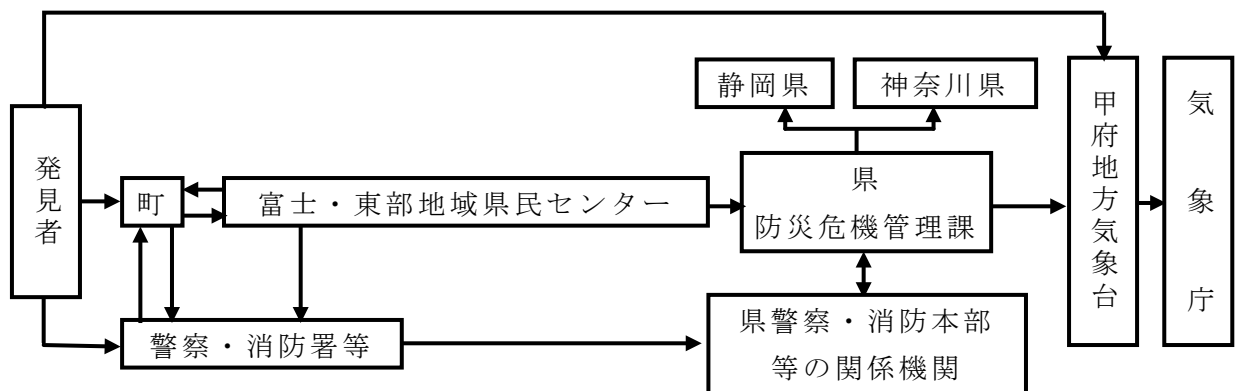 静岡県
神奈川県
発見者
町
富士・東部地域県民センター
県
防災危機管理課
甲府地方気象台
気象庁
警察・消防署等
県警察・消防本部
等の関係機関